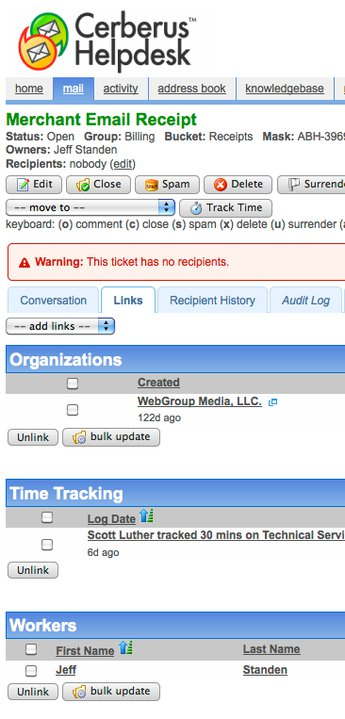 Cerberus™
Helpdesk
home mail activity address book knowledgebase
Merchant Email Receipt
Status: Open Group: Billing Bucket: Receipts Mask: ABH-3969
Owners: Jeff Standen
Recipients: nobody (edit)
Edit Close Spam Delete Surrend
-- move to -- Track Time
keyboard: (o) comment (c) close (s) spam (x) delete (u) surrender (a
Warning: This ticket has no recipients.
Conversation Links Recipient History Audit Log
-- add links --
Organizations
Created
WebGroup Media, LLC.
122d ago
Unlink bulk update
Time Tracking
Log Date
Scott Luther tracked 30 mins on Technical Servi
6d ago
Unlink
Workers
First Name Last Name
Jeff Standen
Unlink bulk update